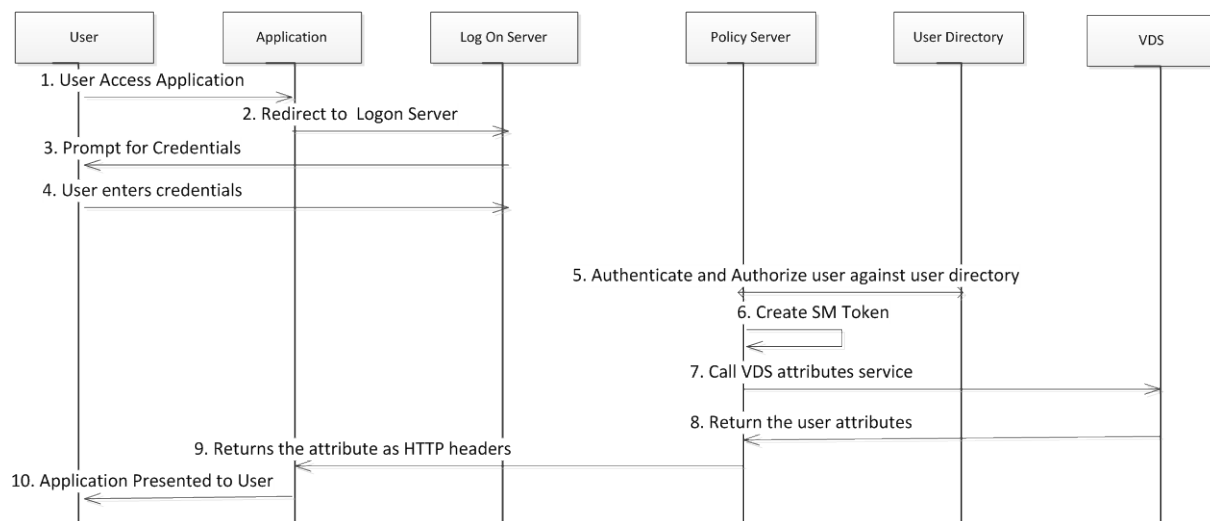 User
Application
Log On Server
Policy Server
User Directory
VDS
1. User Access Application
2. Redirect to Logon Server
3. Prompt for Credentials
4. User enters credentials
5. Authenticate and Authorize user against user directory
6. Create SM Token
7. Call VDS attributes service
8. Return the user attributes
9. Returns the attribute as HTTP headers
10. Application Presented to User